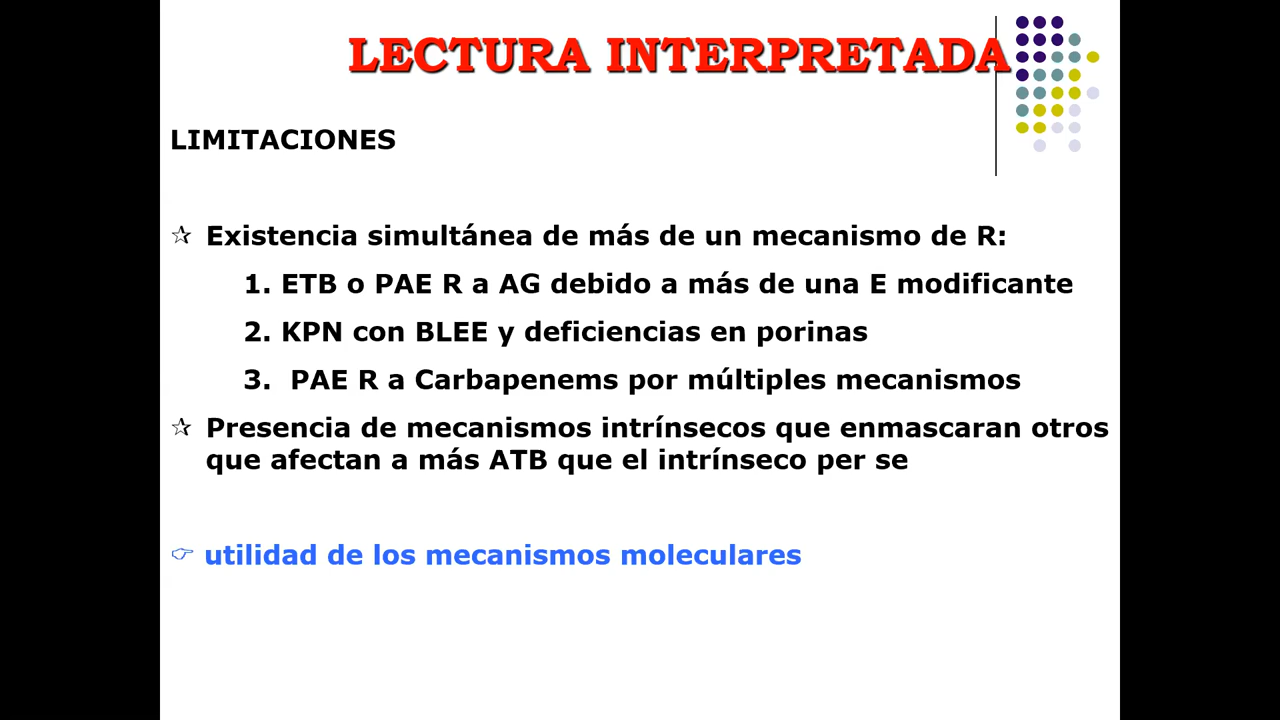 LECTURA INTERPRETADA
LIMITACIONES
Existencia simultánea de más de un mecanismo de R:
1. ETB o PAE R a AG debido a más de una E modificante
2. KPN con BLEE y deficiencias en porinas
3. PAE R a Carbapenems por múltiples mecanismos
Presencia de mecanismos intrínsecos que enmascaran otros
que afectan a más ATB que el intrínseco per se
utilidad de los mecanismos moleculares